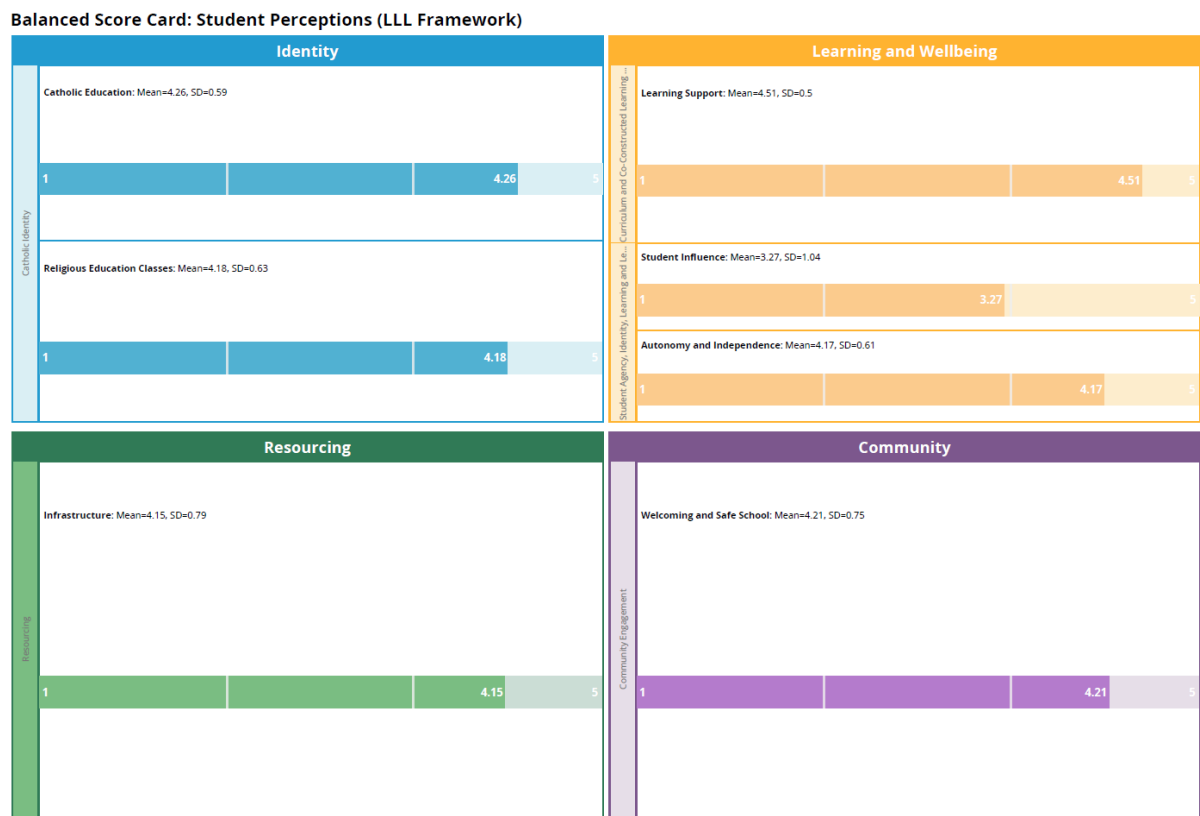 Balanced Score Card: Student Perceptions (LLL Framework)
Identity
Catholic Identity
Catholic Education: Mean=4.26, SD=0.59
1 4.26 5
Religious Education Classes: Mean=4.18, SD=0.63
1 4.18 5
Learning and Wellbeing
Curriculum and Co-Constructed Learning ...
Learning Support: Mean=4.51, SD=0.5
1 4.51 5
Student Agency, Identity, Learning and Le...
Student Influence: Mean=3.27, SD=1.04
1 3.27 5
Autonomy and Independence: Mean=4.17, SD=0.61
1 4.17 5
Resourcing
Resourcing
Infrastructure: Mean=4.15, SD=0.79
1 4.15 5
Community
Community Engagement
Welcoming and Safe School: Mean=4.21, SD=0.75
1 4.21 5